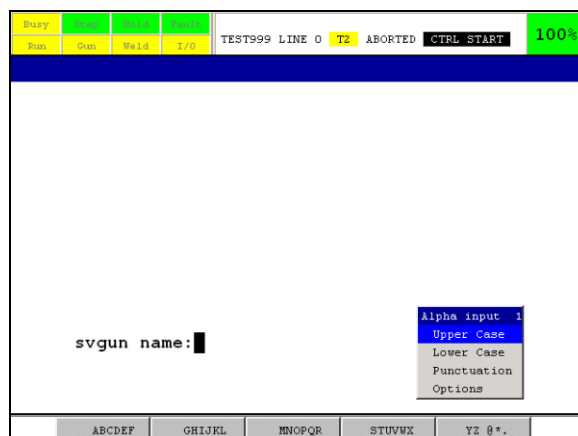 Busy Step Hold Fault
Run Gun Weld I/O
TEST999 LINE 0 T2 ABORTED CTRL START
100%
Alpha input 1
Upper Case
svgun name:
Lower Case
Punctuation
Options
ABCDEF GHIJKL MNOPQR STUVWX YZ_@*.